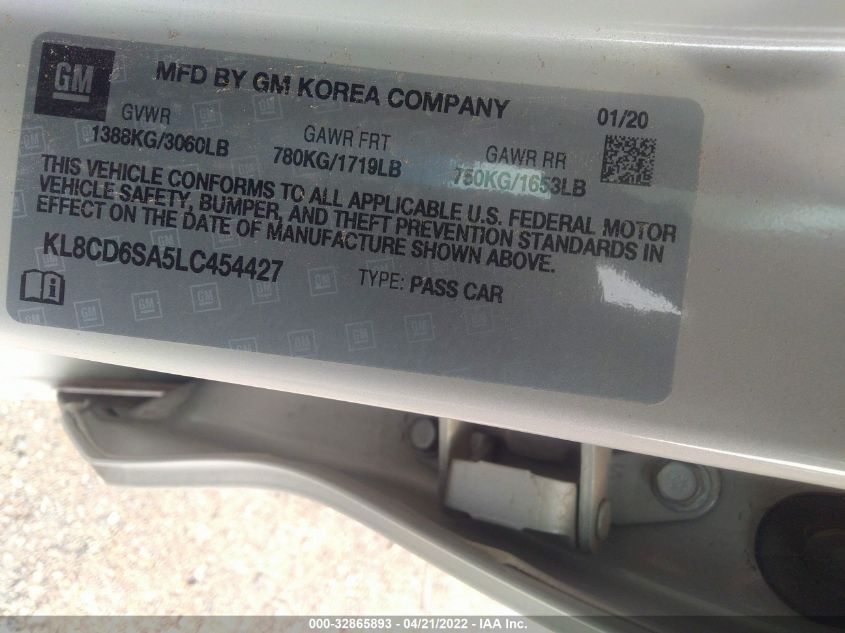 GM
MFD BY GM KOREA COMPANY
01/20
GVWR
1388KG/3060LB
GAWR FRT
780KG/1719LB
GAWR RR
750KG/1653LB
THIS VEHICLE CONFORMS TO ALL APPLICABLE U.S. FEDERAL MOTOR
VEHICLE SAFETY, BUMPER, AND THEFT PREVENTION STANDARDS IN
EFFECT ON THE DATE OF MANUFACTURE SHOWN ABOVE.
KL8CD6SA5LC454427
TYPE: PASS CAR
000-32865893 - 04/21/2022 - IAA Inc.